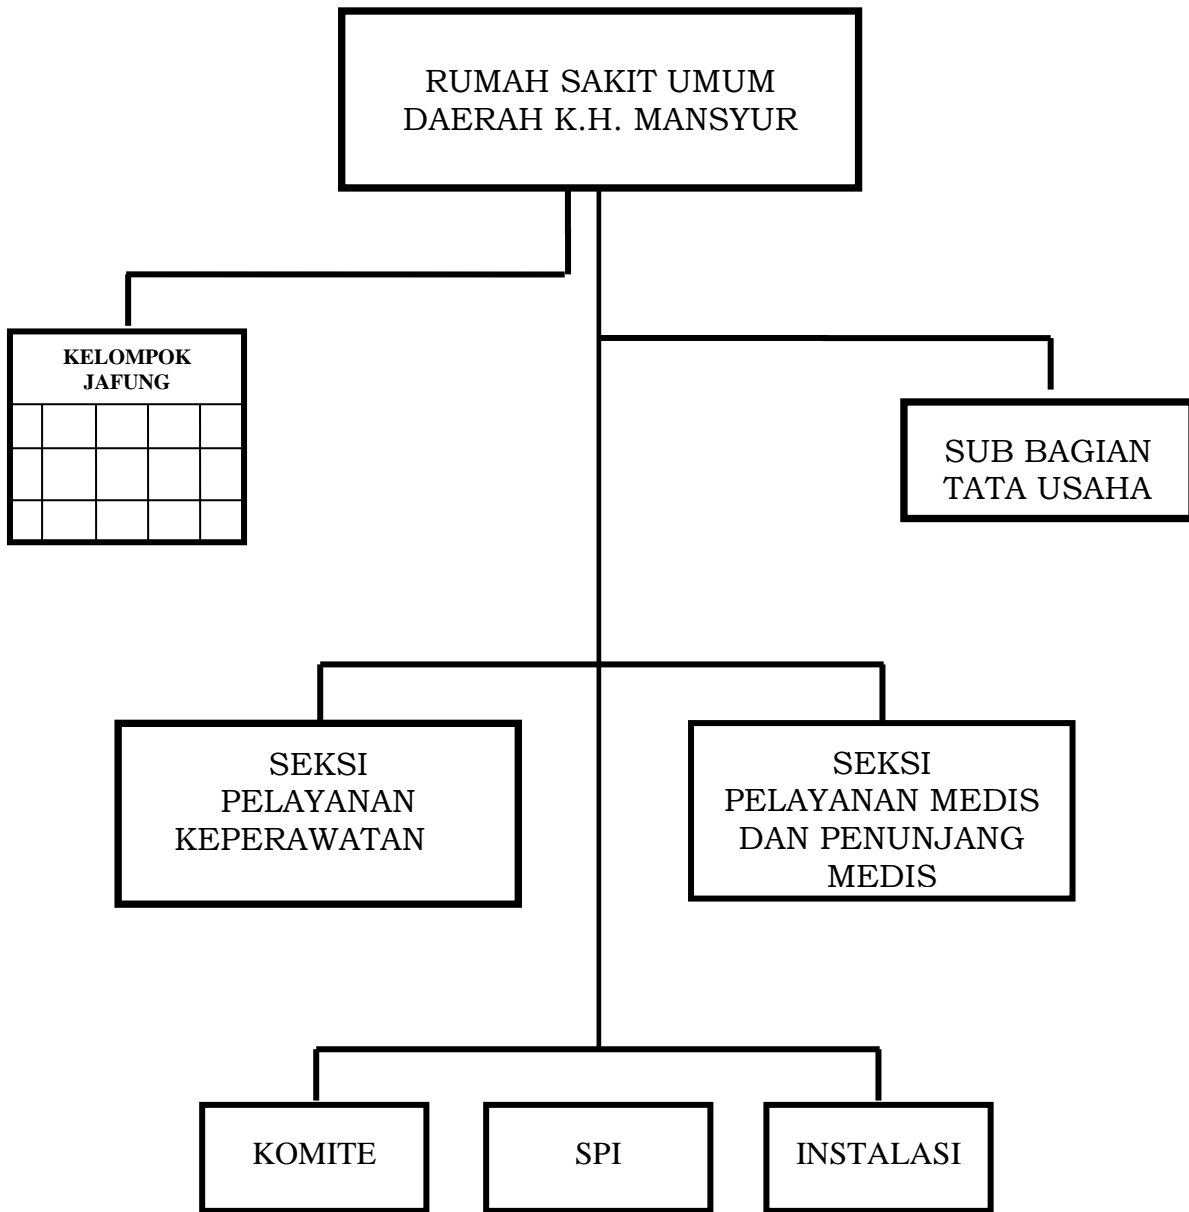 RUMAH SAKIT UMUM
DAERAH K.H. MANSYUR
KELOMPOK
JAFUNG
SUB BAGIAN
TATA USAHA
SEKSI
PELAYANAN
KEPERAWATAN
SEKSI
PELAYANAN MEDIS
DAN PENUNJANG
MEDIS
KOMITE
SPI
INSTALASI